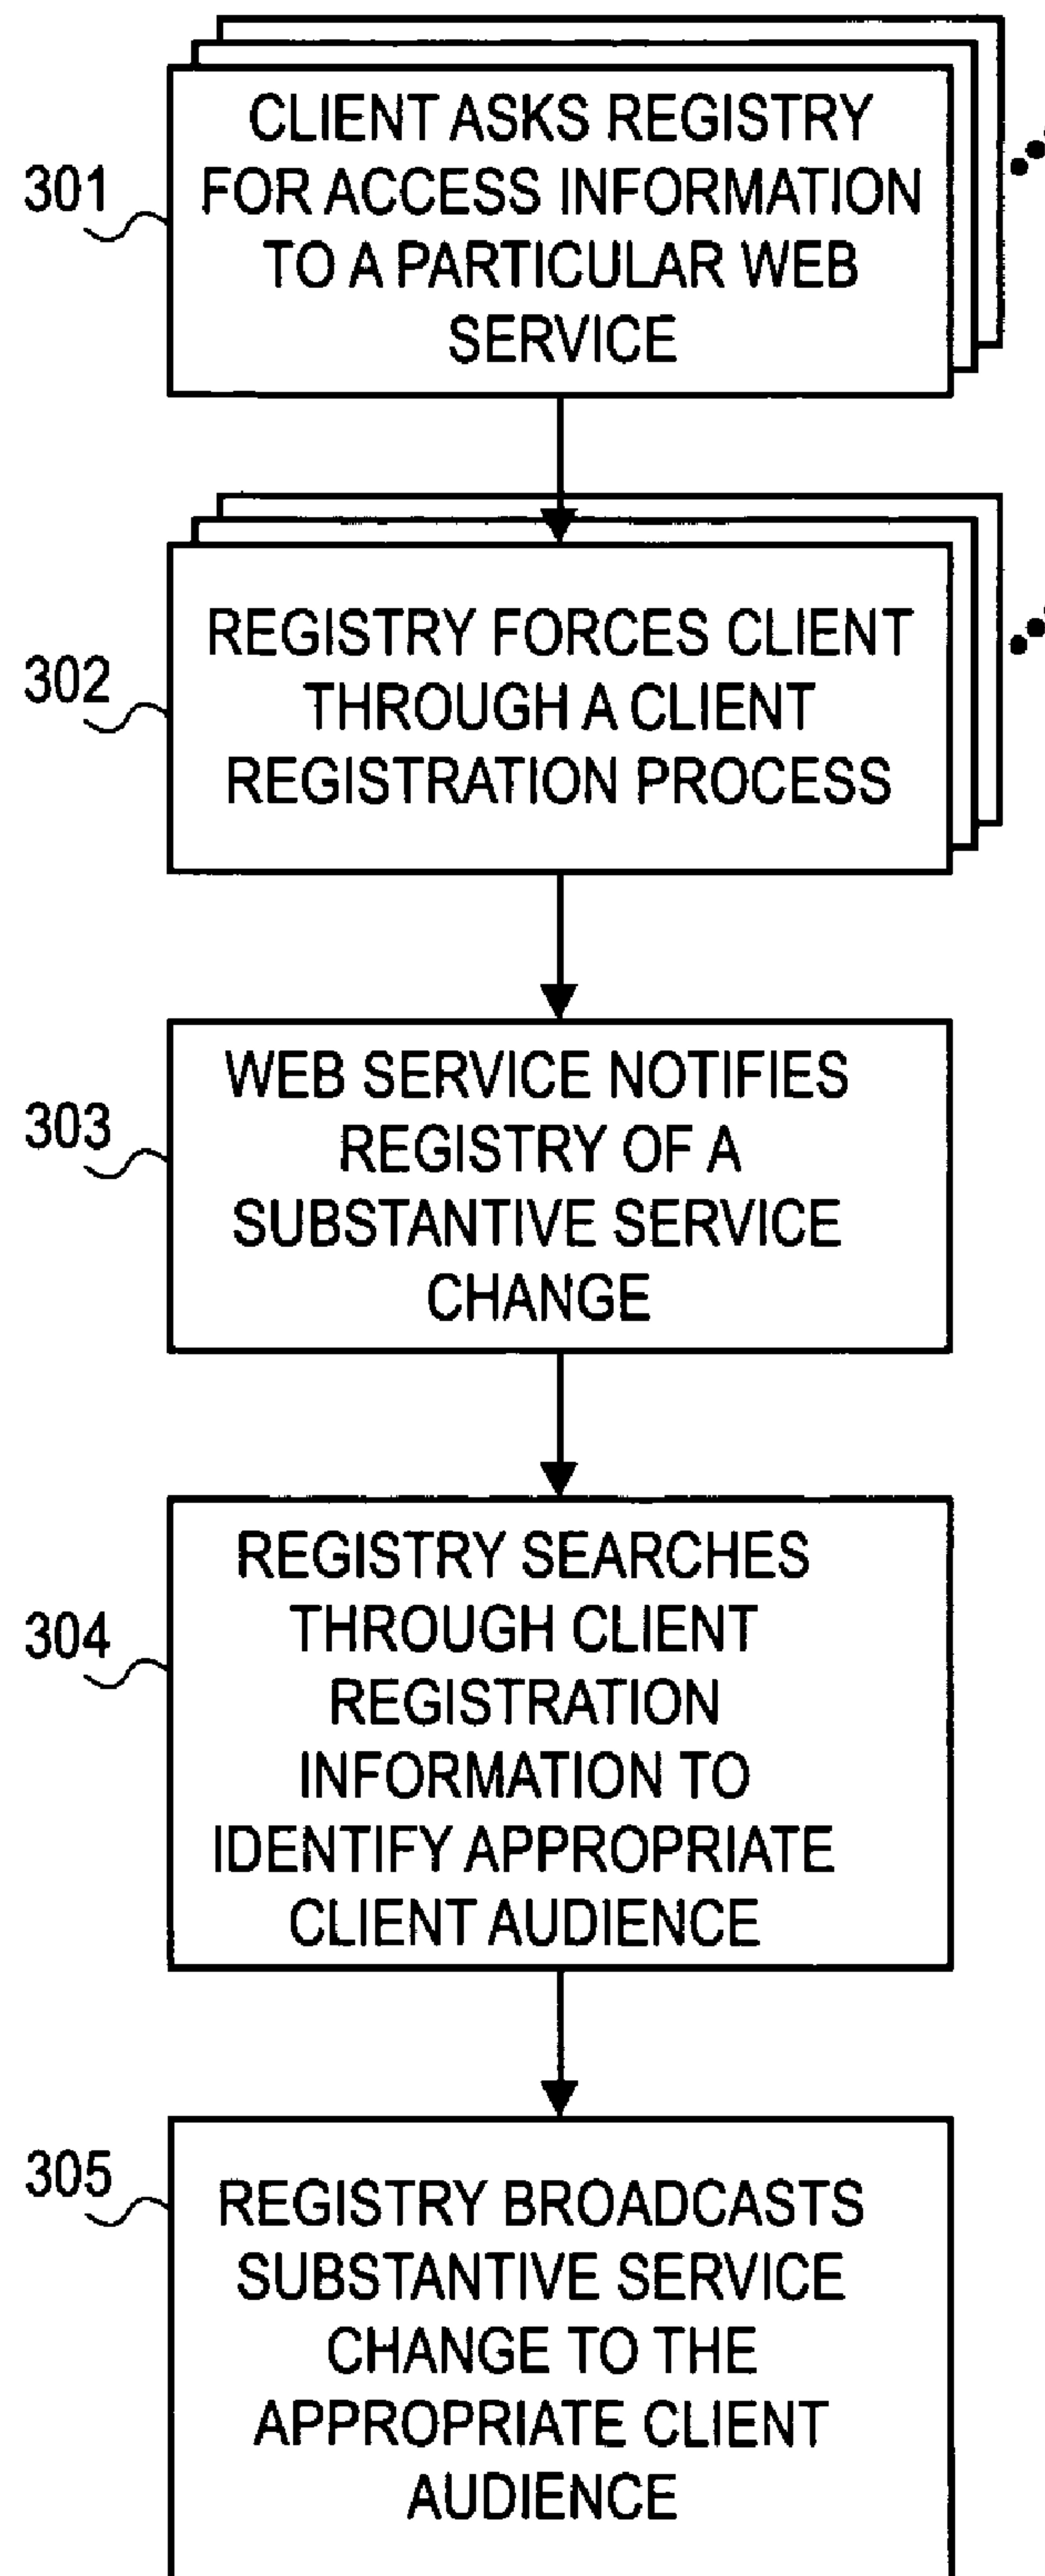 301
CLIENT ASKS REGISTRY
FOR ACCESS INFORMATION
TO A PARTICULAR WEB
SERVICE
302
REGISTRY FORCES CLIENT
THROUGH A CLIENT
REGISTRATION PROCESS
303
WEB SERVICE NOTIFIES
REGISTRY OF A
SUBSTANTIVE SERVICE
CHANGE
304
REGISTRY SEARCHES
THROUGH CLIENT
REGISTRATION
INFORMATION TO
IDENTIFY APPROPRIATE
CLIENT AUDIENCE
305
REGISTRY BROADCASTS
SUBSTANTIVE SERVICE
CHANGE TO THE
APPROPRIATE CLIENT
AUDIENCE